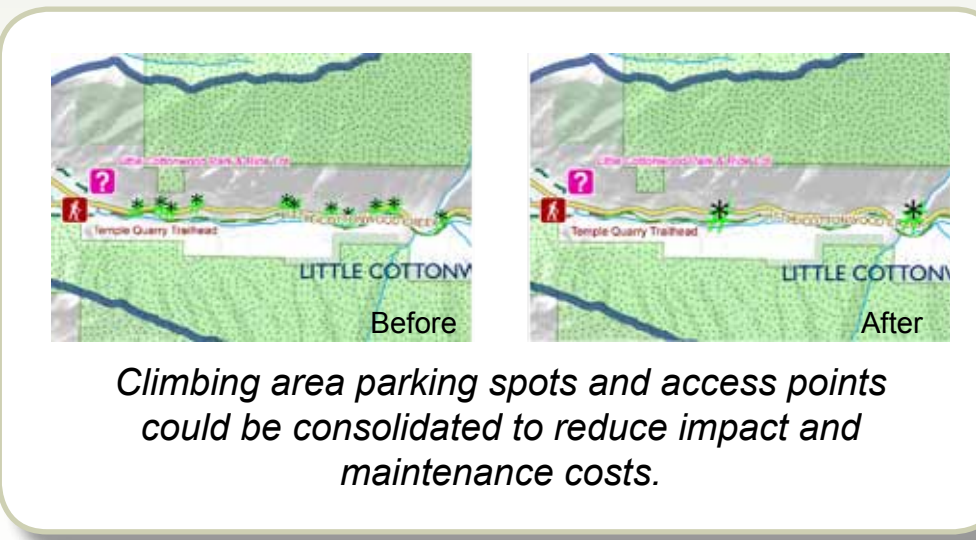 Little Cottonwood Park & Ride Lot
?
Temple Quarry Trailhead
LITTLE COTTONW
Before
Little Cottonwood Park & Ride Lot
?
Temple Quarry Trailhead
LITTLE COTTONW
After
Climbing area parking spots and access points
could be consolidated to reduce impact and
maintenance costs.